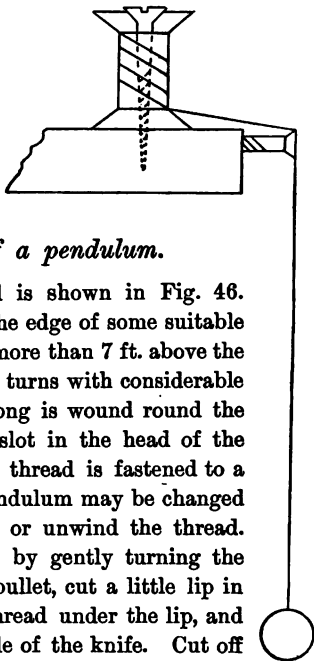 f a pendulum.
l is shown in Fig. 46.
he edge of some suitable
more than 7 ft. above the
turns with considerable
ong is wound round the
slot in the head of the
thread is fastened to a
ndulum may be changed
or unwind the thread.
by gently turning the
bullet, cut a little lip in
hread under the lip, and
le of the knife. Cut off